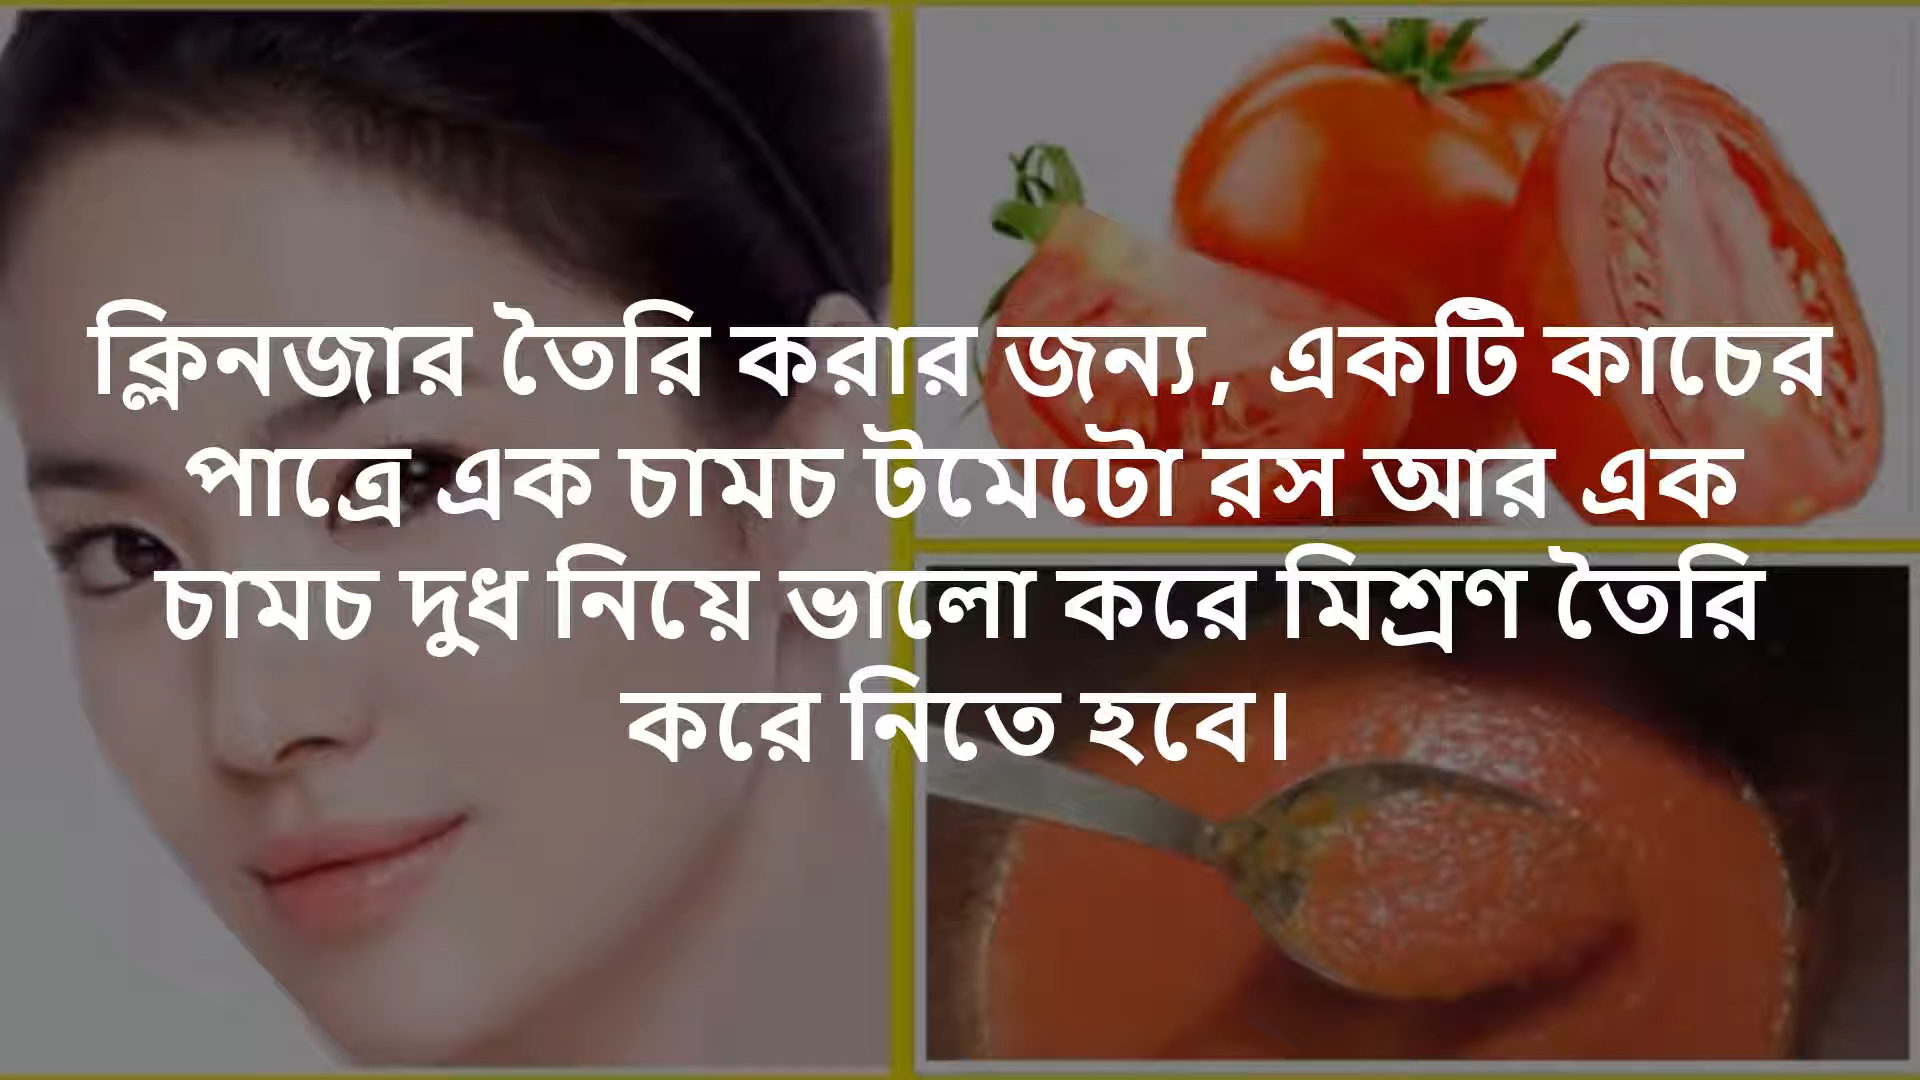 ক্লিনজার তৈরি করার জন্য, একটি কাচের
পাত্রে এক চামচ টমেটো রস আর এক
চামচ দুধ নিয়ে ভালো করে মিশ্রণ তৈরি
করে নিতে হবে।